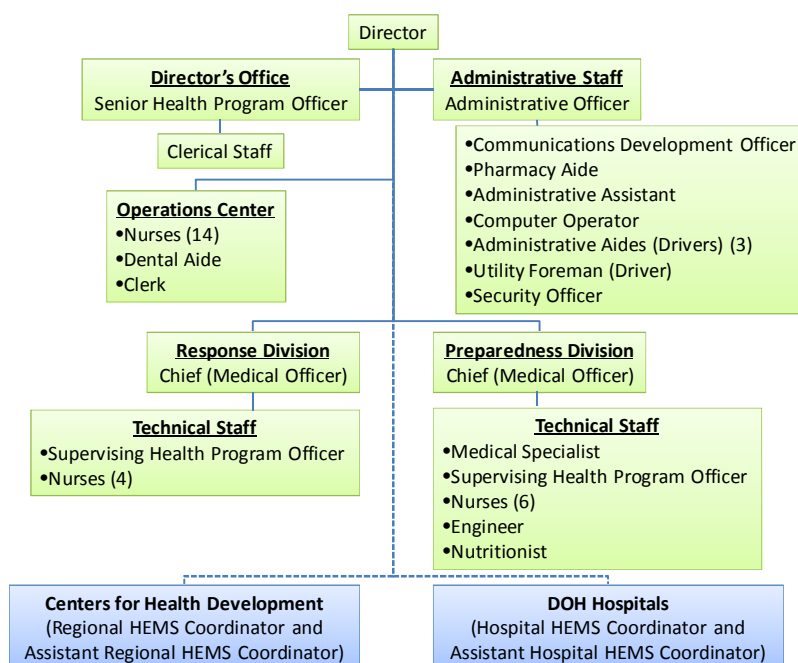 Director
Director's Office
Senior Health Program Officer
Administrative Staff
Administrative Officer
Clerical Staff
•Communications Development Officer
•Pharmacy Aide
•Administrative Assistant
•Computer Operator
•Administrative Aides (Drivers) (3)
•Utility Foreman (Driver)
•Security Officer
Operations Center
•Nurses (14)
•Dental Aide
•Clerk
Response Division
Chief (Medical Officer)
Preparedness Division
Chief (Medical Officer)
Technical Staff
•Supervising Health Program Officer
•Nurses (4)
Technical Staff
•Medical Specialist
•Supervising Health Program Officer
•Nurses (6)
•Engineer
•Nutritionist
Centers for Health Development
(Regional HEMS Coordinator and
Assistant Regional HEMS Coordinator)
DOH Hospitals
(Hospital HEMS Coordinator and
Assistant Hospital HEMS Coordinator)